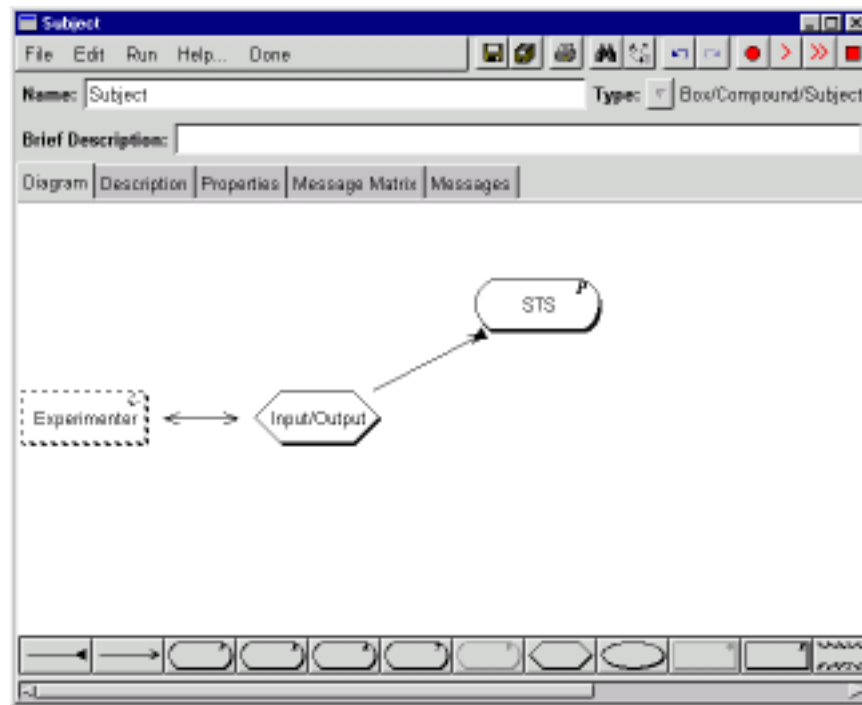 Subject
File Edit Run Help... Done
Name: Subject Type: Box/Compound/Subject
Brief Description:
Diagram Description Properties Message Matrix Messages
STS P
Experimenter Input/Output